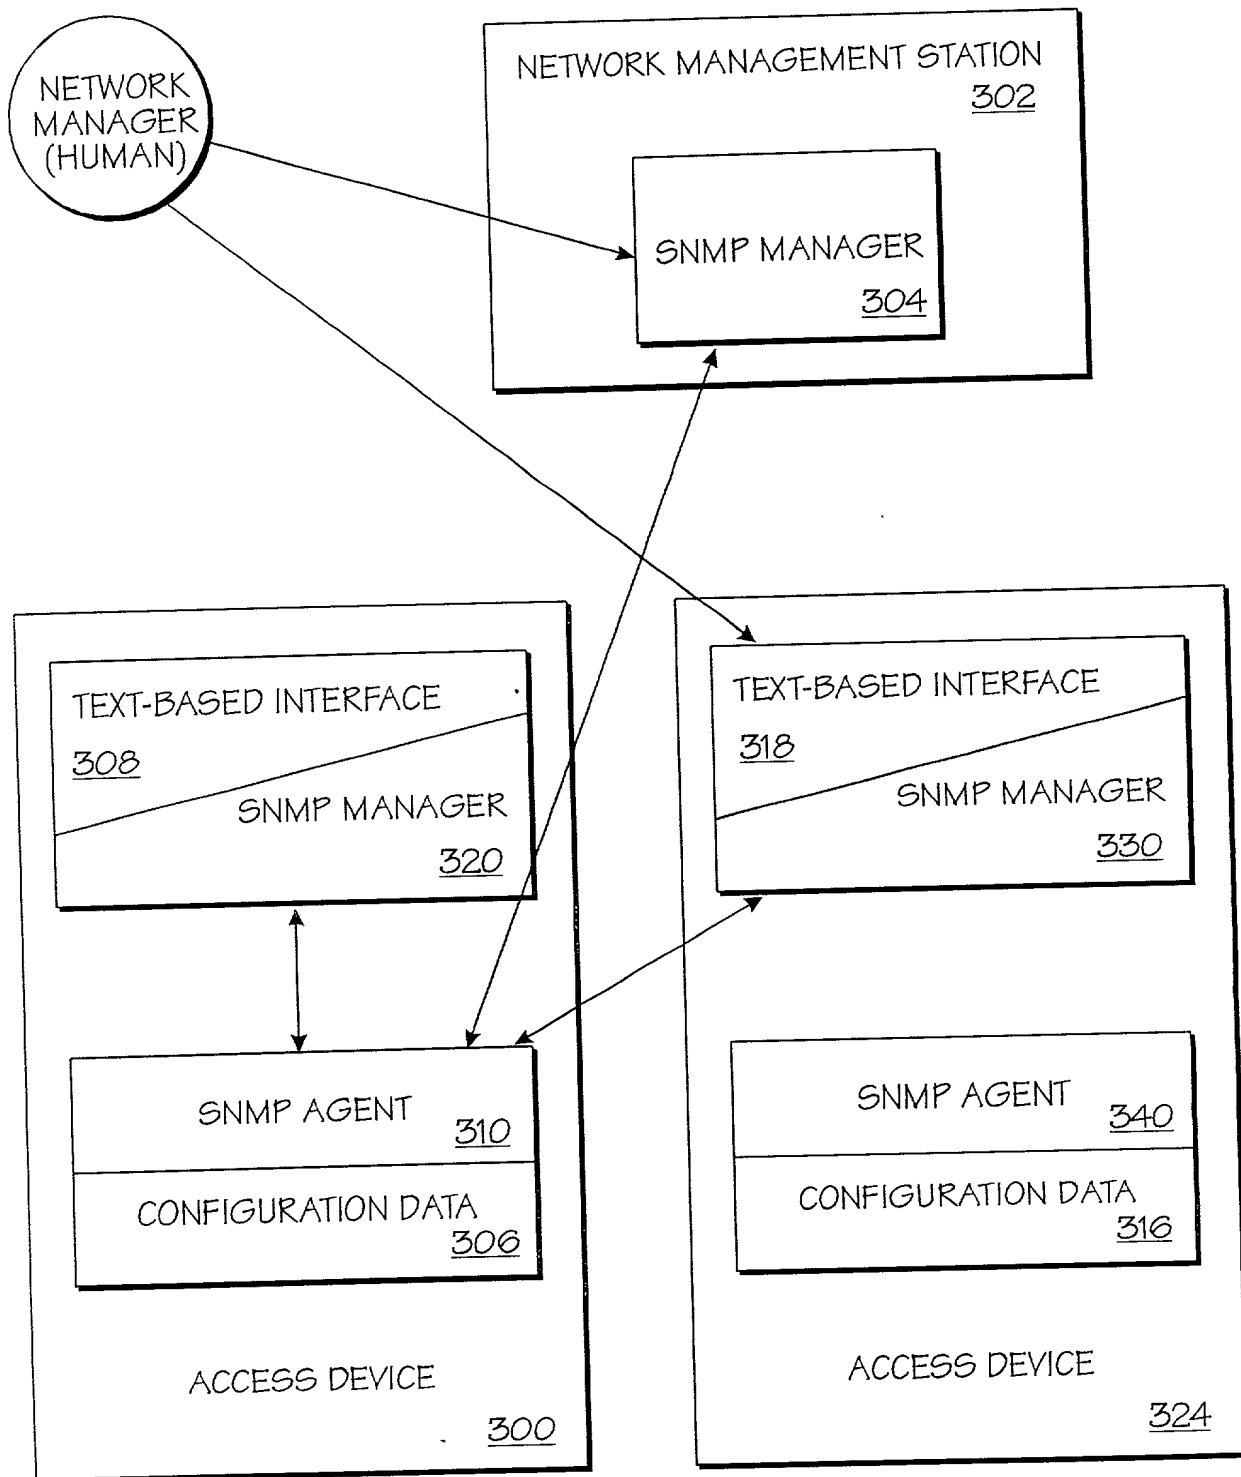 NETWORK
MANAGER
(HUMAN)
NETWORK MANAGEMENT STATION
302
SNMP MANAGER
304
TEXT-BASED INTERFACE
308
SNMP MANAGER
320
SNMP AGENT
310
CONFIGURATION DATA
306
ACCESS DEVICE
300
TEXT-BASED INTERFACE
318
SNMP MANAGER
330
SNMP AGENT
340
CONFIGURATION DATA
316
ACCESS DEVICE
324